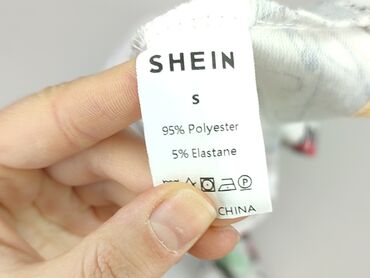 SHEIN
S
95% Polyester
5% Elastane
CHINA